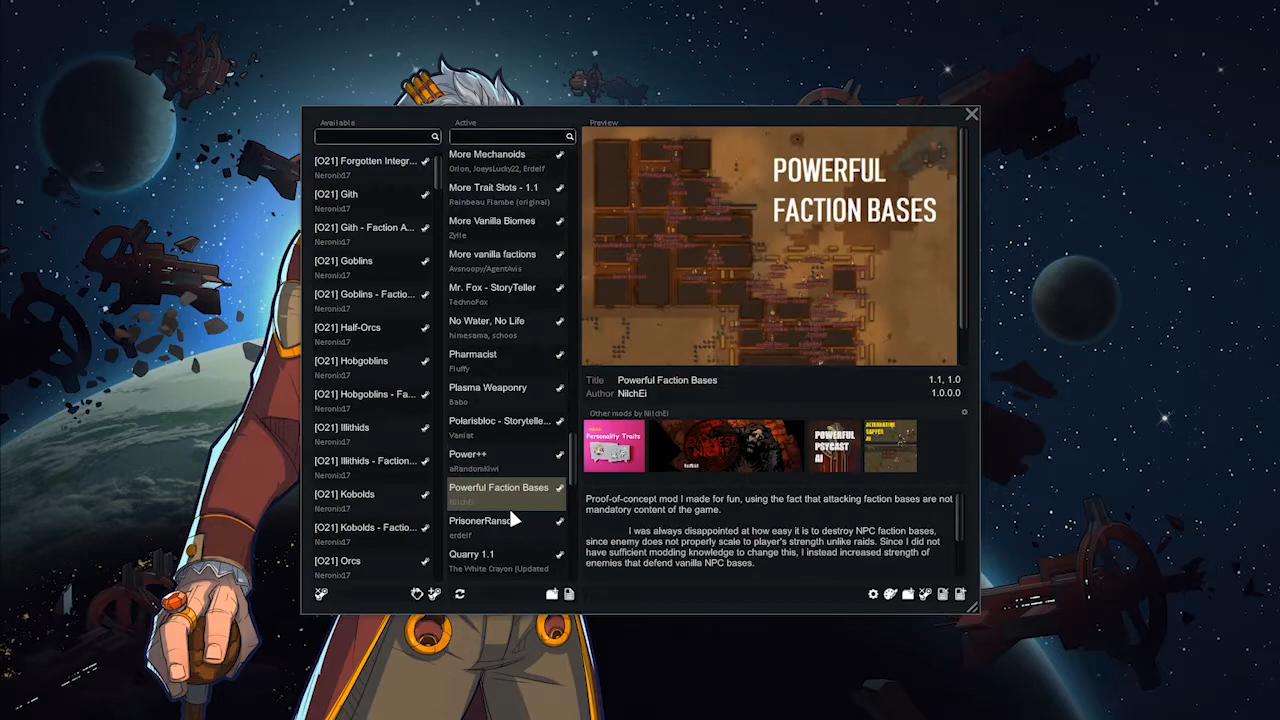 Available
[O21] Forgotten Integr...
Neronix17
[O21] Gith
Neronix17
[O21] Gith - Faction A...
Neronix17
[O21] Goblins
Neronix17
[O21] Goblins - Factio...
Neronix17
[O21] Half-Orcs
Neronix17
[O21] Hobgoblins
Neronix17
[O21] Hobgoblins - Fa...
Neronix17
[O21] Illithids
Neronix17
[O21] Illithids - Faction...
Neronix17
[O21] Kobolds
Neronix17
[O21] Kobolds - Factio...
Neronix17
[O21] Orcs
Neronix17
Active
More Mechanoids
Orion, JoeysLucky22, Erdelf
More Trait Slots - 1.1
Rainbeau Flambe (original)
More Vanilla Biomes
Zylle
More vanilla factions
Avsnoopy/AgentAvis
Mr. Fox - StoryTeller
TechnoFox
No Water, No Life
himesama, schoos
Pharmacist
Fluffy
Plasma Weaponry
Babo
Polarisbloc - Storytelle...
Vaniat
Power++
aRandomKiwi
Powerful Faction Bases
NilchEi
PrisonerRanso
erdelf
Quarry 1.1
The White Crayon (Updated
Preview
POWERFUL
FACTION BASES
Title Powerful Faction Bases 1.1, 1.0
Author NilchEi 1.0.0.0
Other mods by NilchEi
Personality Traits
DARKEST NIGHT
POWERFUL
PSYCAST
AI
ALTERNATIVE
SAPPER
AI
Proof-of-concept mod I made for fun, using the fact that attacking faction bases are not
mandatory content of the game.
I was always disappointed at how easy it is to destroy NPC faction bases,
since enemy does not properly scale to player's strength unlike raids. Since I did
not have sufficient modding knowledge to change this, I instead increased strength of
enemies that defend vanilla NPC bases.